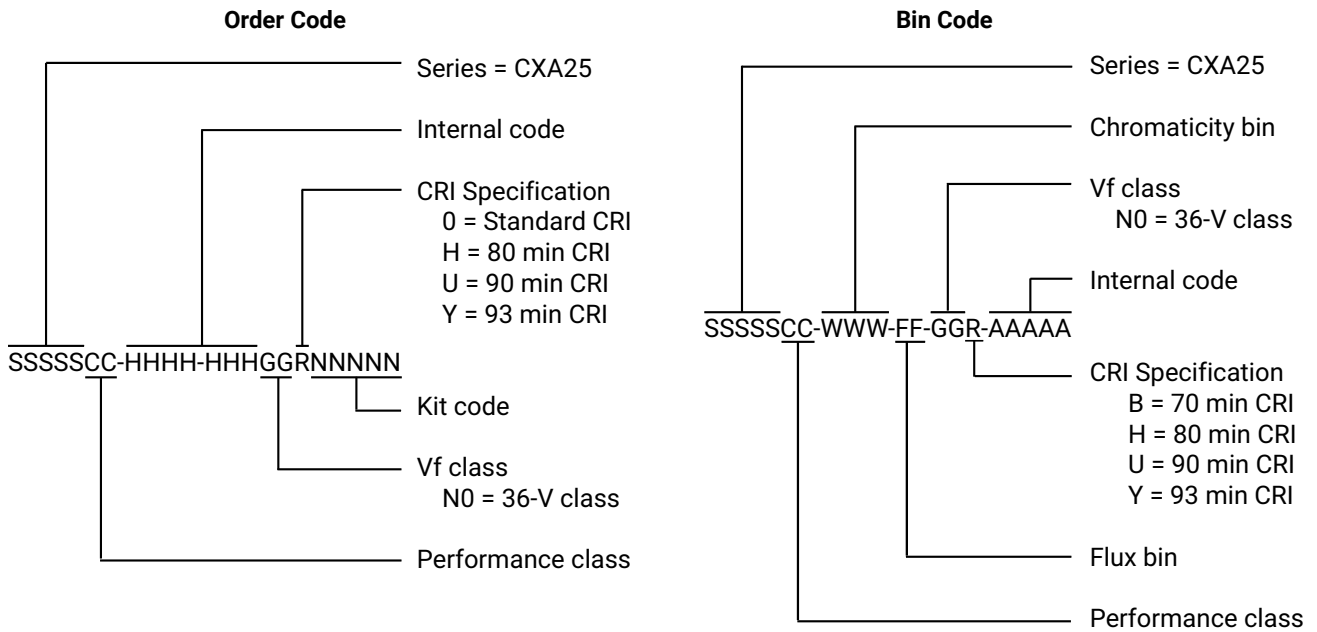 Order Code
Series = CXA25
Internal code
CRI Specification
0 = Standard CRI
H = 80 min CRI
U = 90 min CRI
Y = 93 min CRI
SSSSSCC-HHHH-HHHGGRNNNNN
Kit code
Vf class
N0 = 36-V class
Performance class
Bin Code
Series = CXA25
Chromaticity bin
Vf class
N0 = 36-V class
Internal code
SSSSSCC-WWW-FF-GGR-AAAAA
CRI Specification
B = 70 min CRI
H = 80 min CRI
U = 90 min CRI
Y = 93 min CRI
Flux bin
Performance class